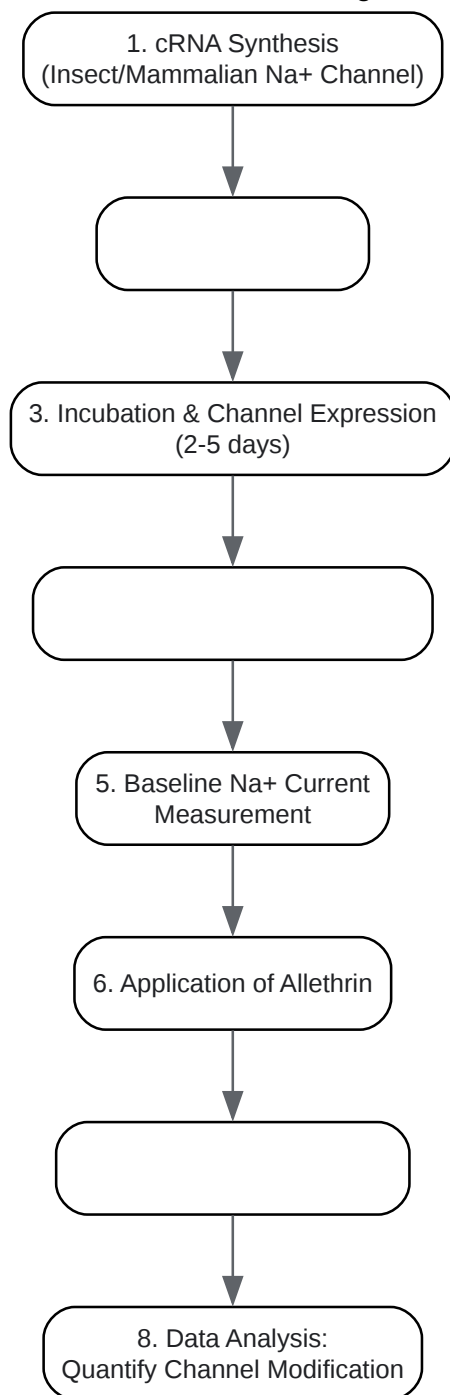 1. cRNA Synthesis
(Insect/Mammalian Na+ Channel)
3. Incubation & Channel Expression
(2-5 days)
5. Baseline Na+ Current
Measurement
6. Application of Allethrin
8. Data Analysis:
Quantify Channel Modification